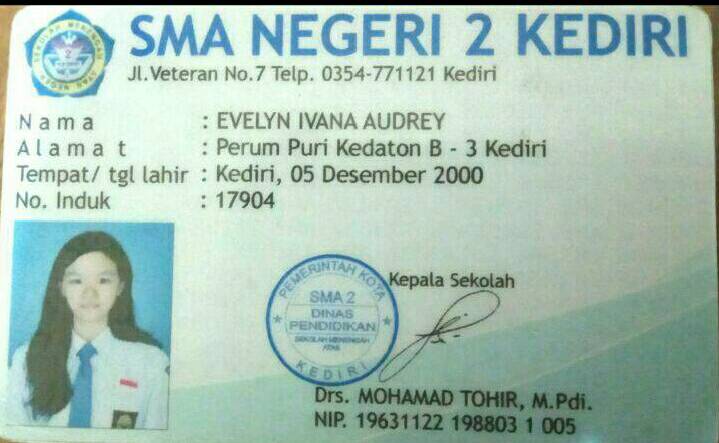 SMA NEGERI 2 KEDIRI
Jl.Veteran No.7 Telp. 0354-771121 Kediri
Nama : EVELYN IVANA AUDREY
Alamat : Perum Puri Kedaton B - 3 Kediri
Tempat/ tgl lahir : Kediri, 05 Desember 2000
No. Induk : 17904
Kepala Sekolah
PEMERINTAH KOTA
SMA 2
DINAS
PENDIDIKAN
SEKOLAH MENENGAH
ATAS
KEDIRI
Drs. MOHAMAD TOHIR, M.Pdi.
NIP. 19631122 198803 1 005